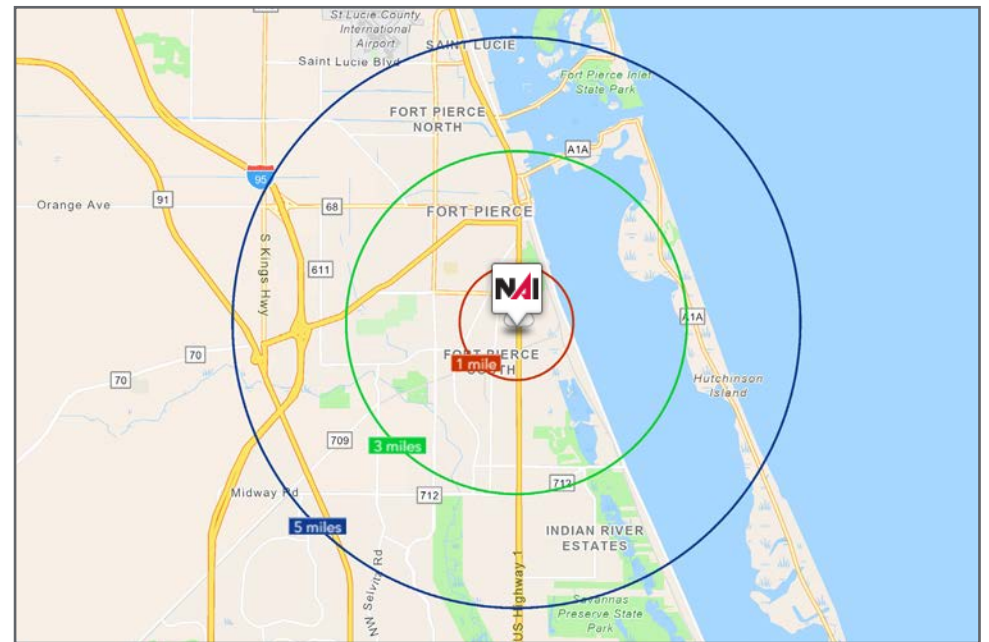 St Lucie County
International
Airport
SAINT LUCIE
Saint Lucie Blvd
Fort Pierce Inlet
State Park
FORT PIERCE
NORTH
A1A
95
Orange Ave
91
68
FORT PIERCE
S Kings Hwy
611
NAI
A1A
70
FORT PIERCE
SOUTH
1 mile
70
Hutchinson
Island
709
3 miles
Midway Rd
712
712
5 miles
INDIAN RIVER
ESTATES
NW Selvitz Rd
US Highway 1
Savannas
Preserve State
Park